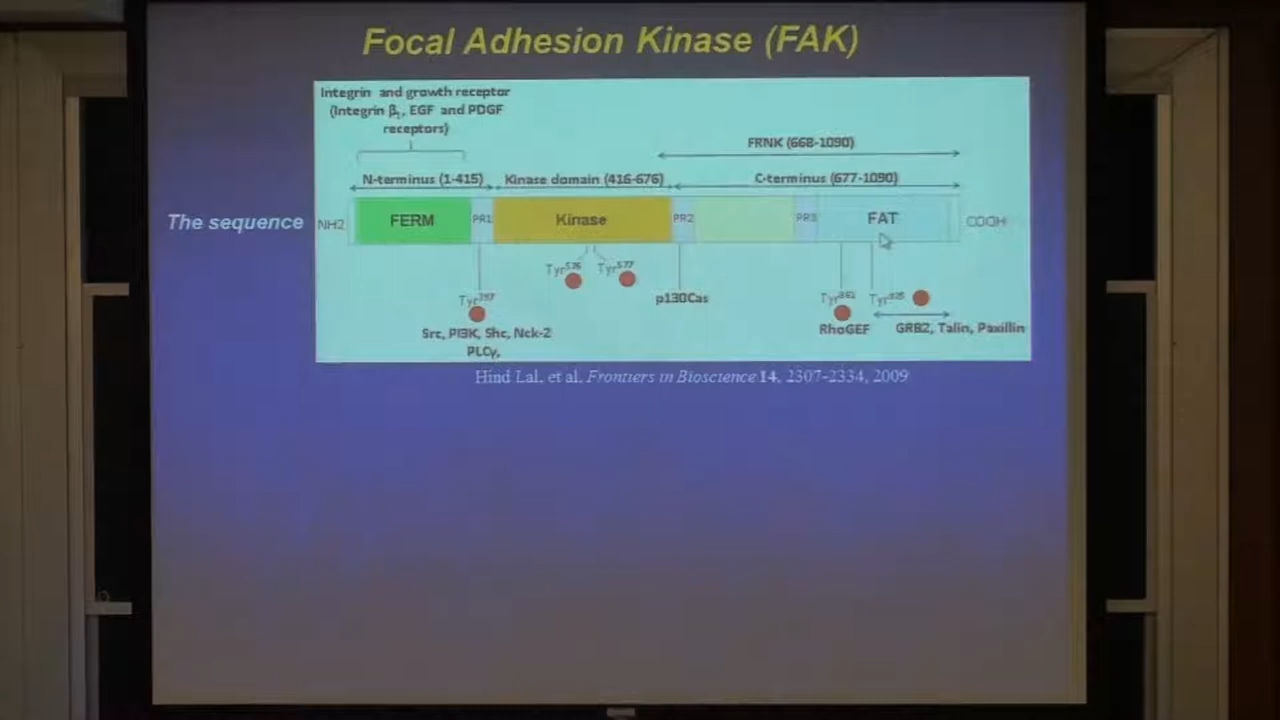 Focal Adhesion Kinase (FAK)
Integrin and growth receptor
(Integrin β1, EGF and PDGF
receptors)
FRNK (668-1090)
N-terminus (1-415)
Kinase domain (416-676)
C-terminus (677-1090)
The sequence
NH2
FERM
PR1
Kinase
PR2
PR3
FAT
COOH
Tyr576
Tyr577
Tyr397
p130Cas
Tyr861
Tyr925
Src, PI3K, Shc, Nck-2
PLCγ,
RhoGEF
GRB2, Talin, Paxillin
Hind Lal. et al. Frontiers in Bioscience 14, 2307-2334, 2009